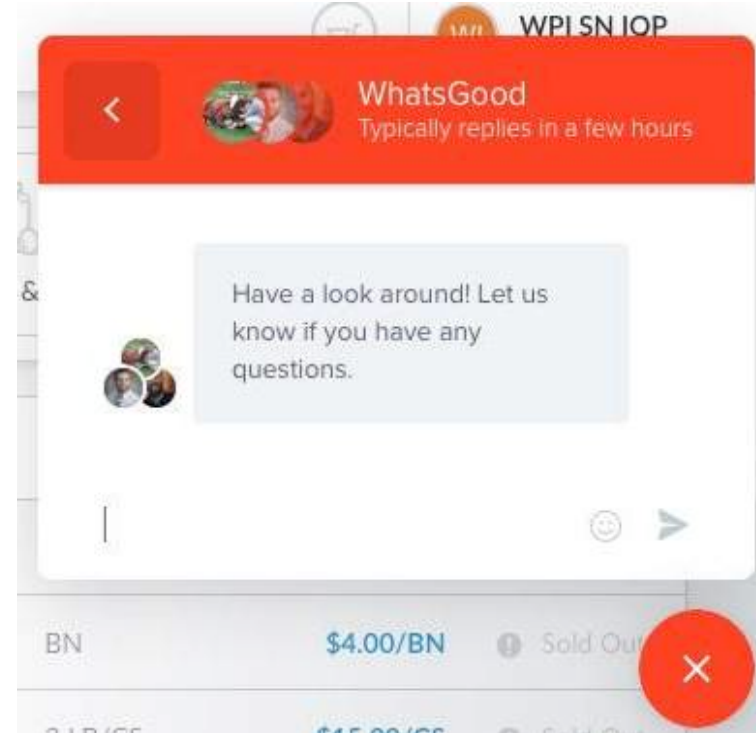 WPI SN IOP
WhatsGood
Typically replies in a few hours
&
Have a look around! Let us
know if you have any
questions.
BN $4.00/BN Sold Out